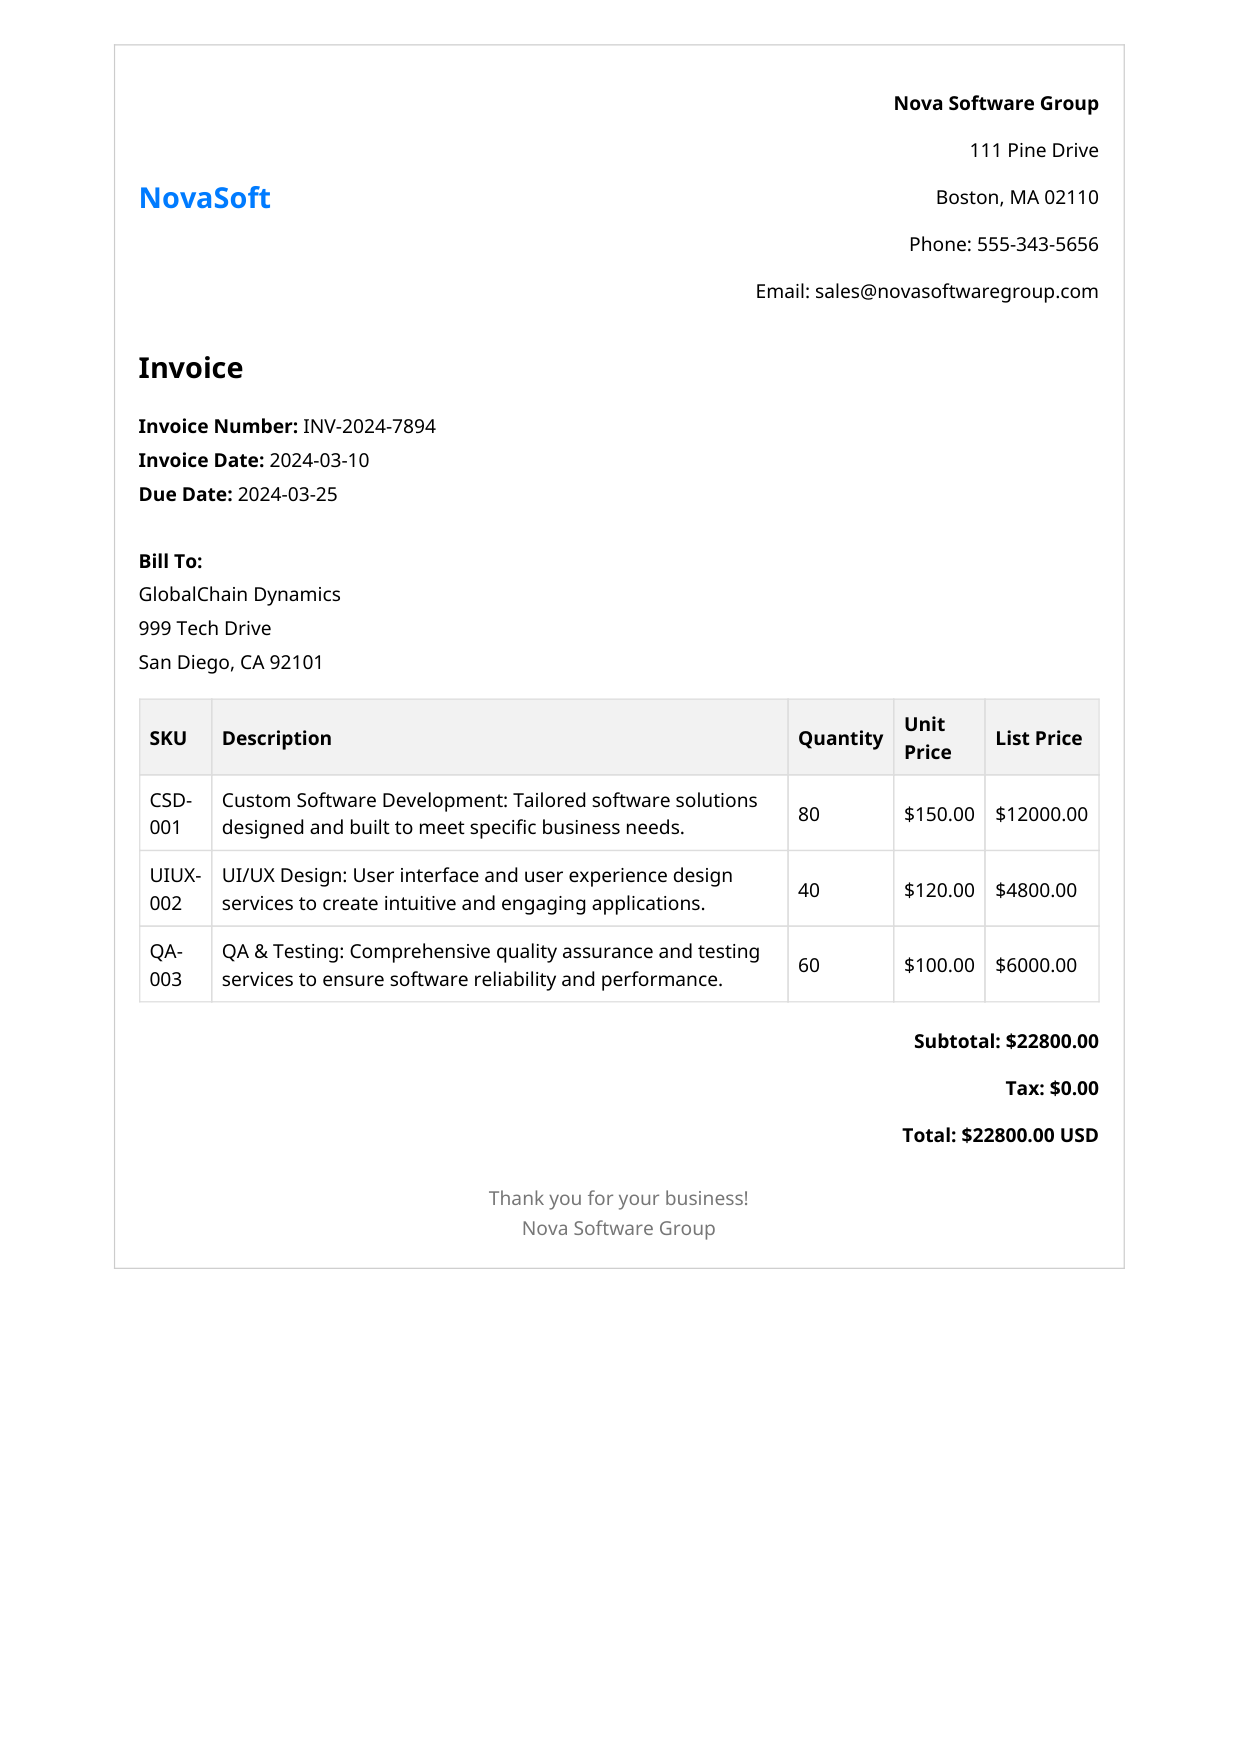 NovaSoft
Nova Software Group
111 Pine Drive
Boston, MA 02110
Phone: 555-343-5656
Email: sales@novasoftwaregroup.com
Invoice
Invoice Number: INV-2024-7894
Invoice Date: 2024-03-10
Due Date: 2024-03-25
Bill To:
GlobalChain Dynamics
999 Tech Drive
San Diego, CA 92101
SKU Description Quantity Unit Price List Price
CSD-001 Custom Software Development: Tailored software solutions designed and built to meet specific business needs. 80 $150.00 $12000.00
UIUX-002 UI/UX Design: User interface and user experience design services to create intuitive and engaging applications. 40 $120.00 $4800.00
QA-003 QA & Testing: Comprehensive quality assurance and testing services to ensure software reliability and performance. 60 $100.00 $6000.00
Subtotal: $22800.00
Tax: $0.00
Total: $22800.00 USD
Thank you for your business!
Nova Software Group